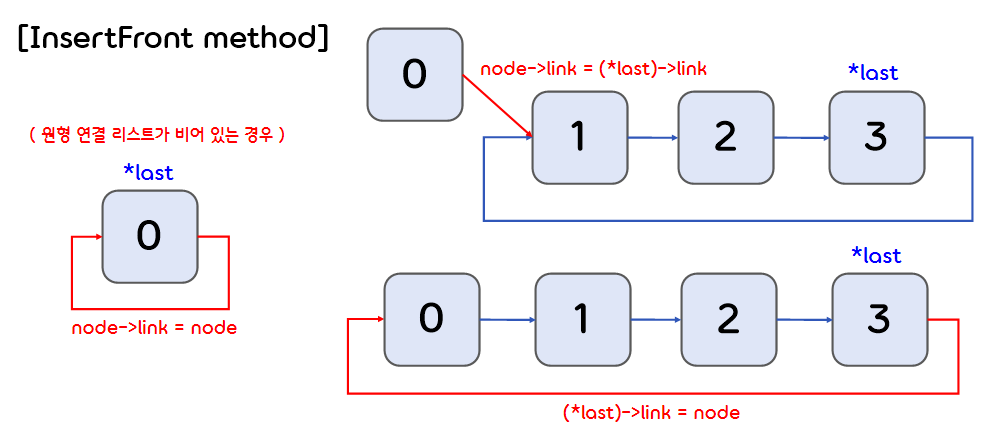 [InsertFront method]
( 원형 연결 리스트가 비어 있는 경우 )
*last
0
node->link = node
0
node->link = (*last)->link
*last
1
2
3
*last
0
1
2
3
(*last)->link = node